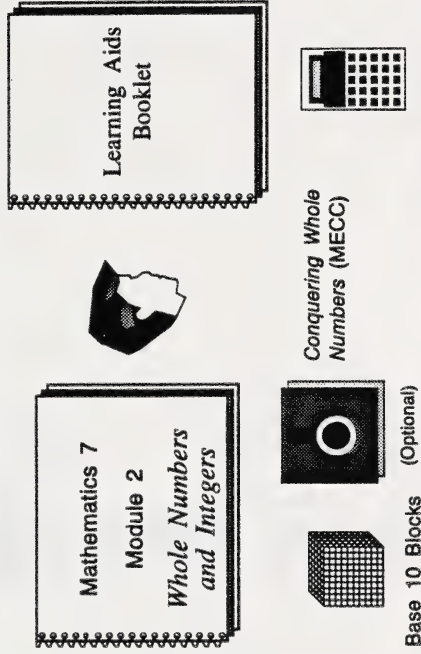 Mathematics 7
Module 2
Whole Numbers
and Integers
Learning Aids
Booklet
Base 10 Blocks
(Optional)
Conquering Whole
Numbers (MECC)